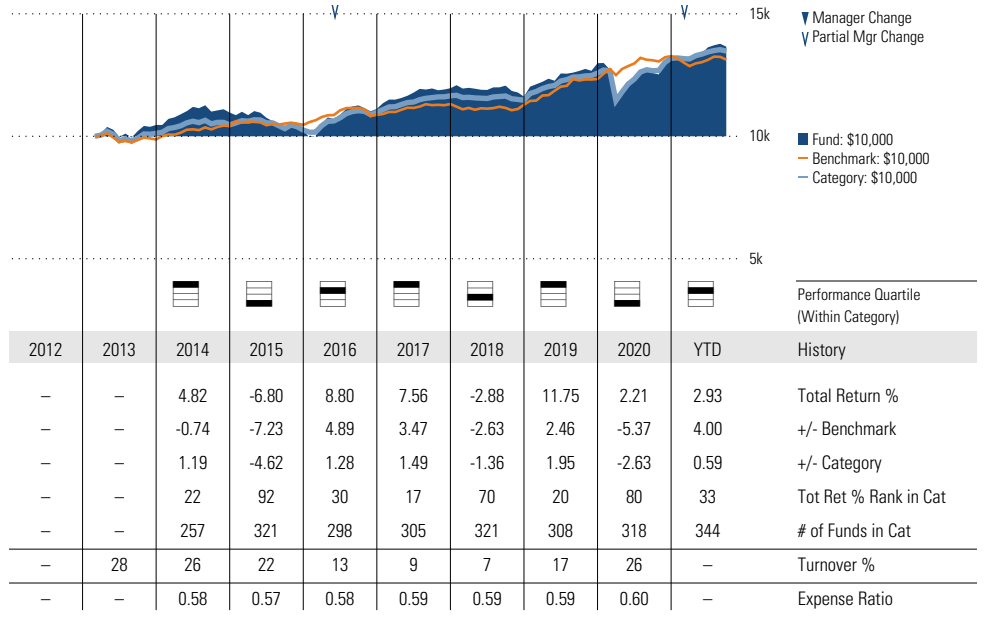 15k
▼ Manager Change
∨ Partial Mgr Change
10k
Fund: $10,000
Benchmark: $10,000
Category: $10,000
5k
Performance Quartile
(Within Category)
2012 2013 2014 2015 2016 2017 2018 2019 2020 YTD History
– – 4.82 -6.80 8.80 7.56 -2.88 11.75 2.21 2.93 Total Return %
– – -0.74 -7.23 4.89 3.47 -2.63 2.46 -5.37 4.00 +/- Benchmark
– – 1.19 -4.62 1.28 1.49 -1.36 1.95 -2.63 0.59 +/- Category
– – 22 92 30 17 70 20 80 33 Tot Ret % Rank in Cat
– – 257 321 298 305 321 308 318 344 # of Funds in Cat
– 28 26 22 13 9 7 17 26 – Turnover %
– – 0.58 0.57 0.58 0.59 0.59 0.59 0.60 – Expense Ratio